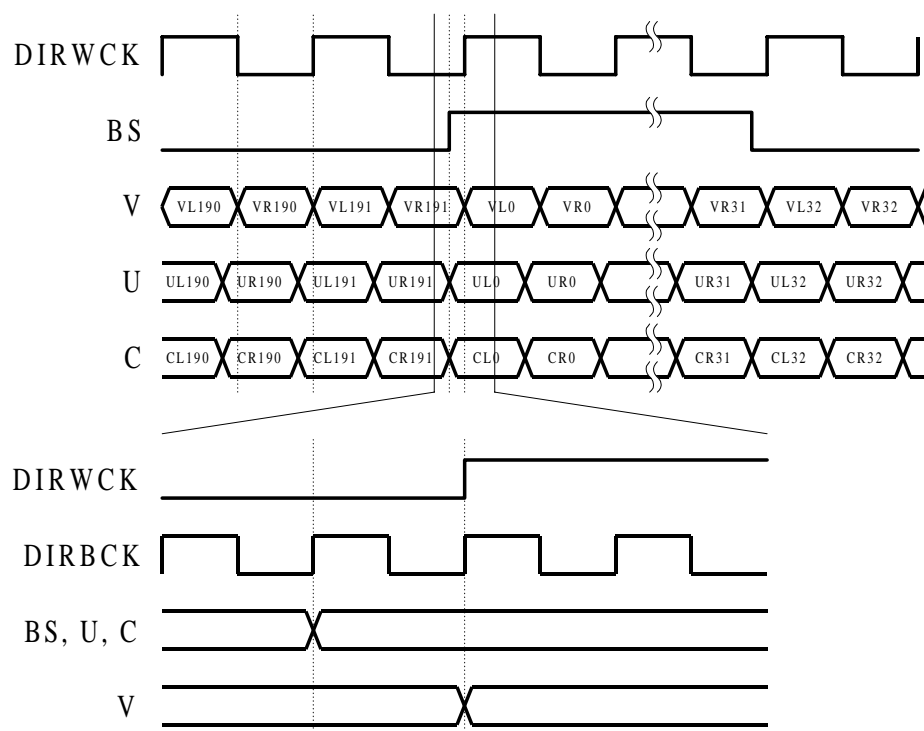 DIRWCK
BS
V VL190 VR190 VL191 VR191 VL0 VR0 VR31 VL32 VR32
U UL190 UR190 UL191 UR191 UL0 UR0 UR31 UL32 UR32
C CL190 CR190 CL191 CR191 CL0 CR0 CR31 CL32 CR32
DIRWCK
DIRBCK
BS, U, C
V